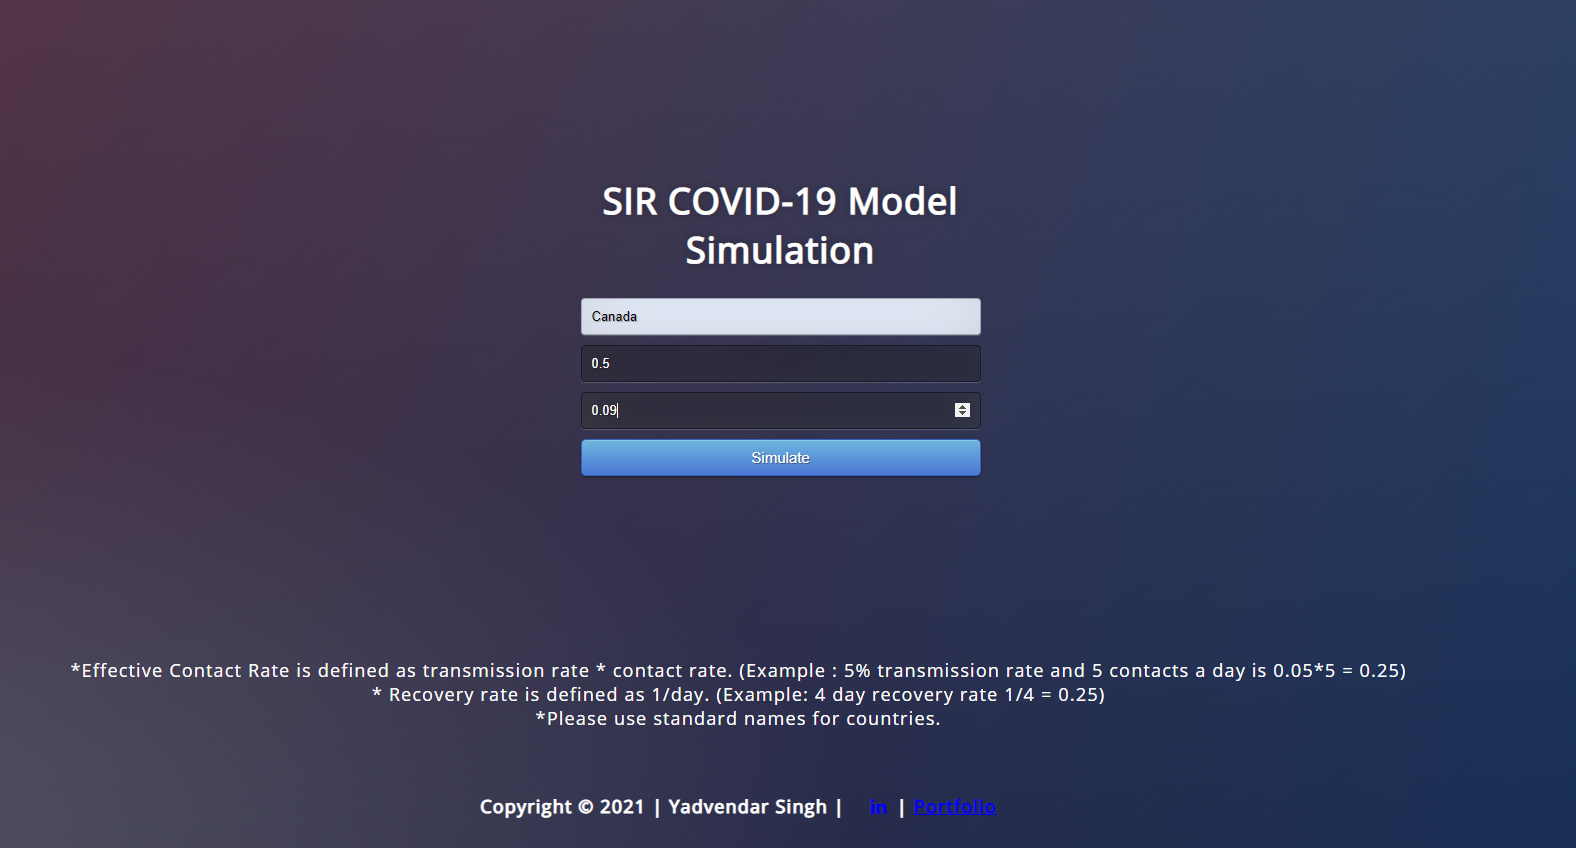 SIR COVID-19 Model
Simulation
Canada
0.5
0.09
Simulate
*Effective Contact Rate is defined as transmission rate * contact rate. (Example : 5% transmission rate and 5 contacts a day is 0.05*5 = 0.25)
* Recovery rate is defined as 1/day. (Example: 4 day recovery rate 1/4 = 0.25)
*Please use standard names for countries.
Copyright © 2021 | Yadvendar Singh | in | Portfolio